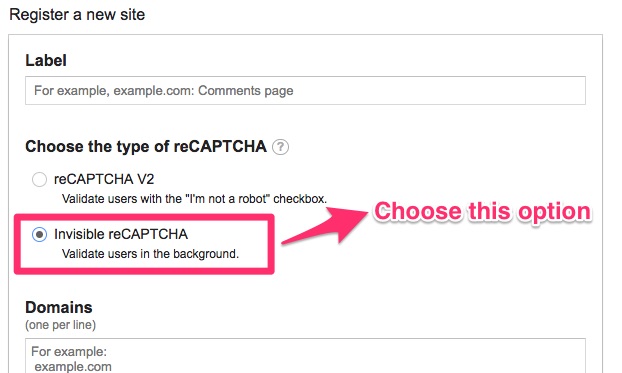 Register a new site
Label
For example, example.com: Comments page
Choose the type of reCAPTCHA ?
reCAPTCHA V2
Validate users with the "I'm not a robot" checkbox.
Choose this option
Invisible reCAPTCHA
Validate users in the background.
Domains
(one per line)
For example:
example.com